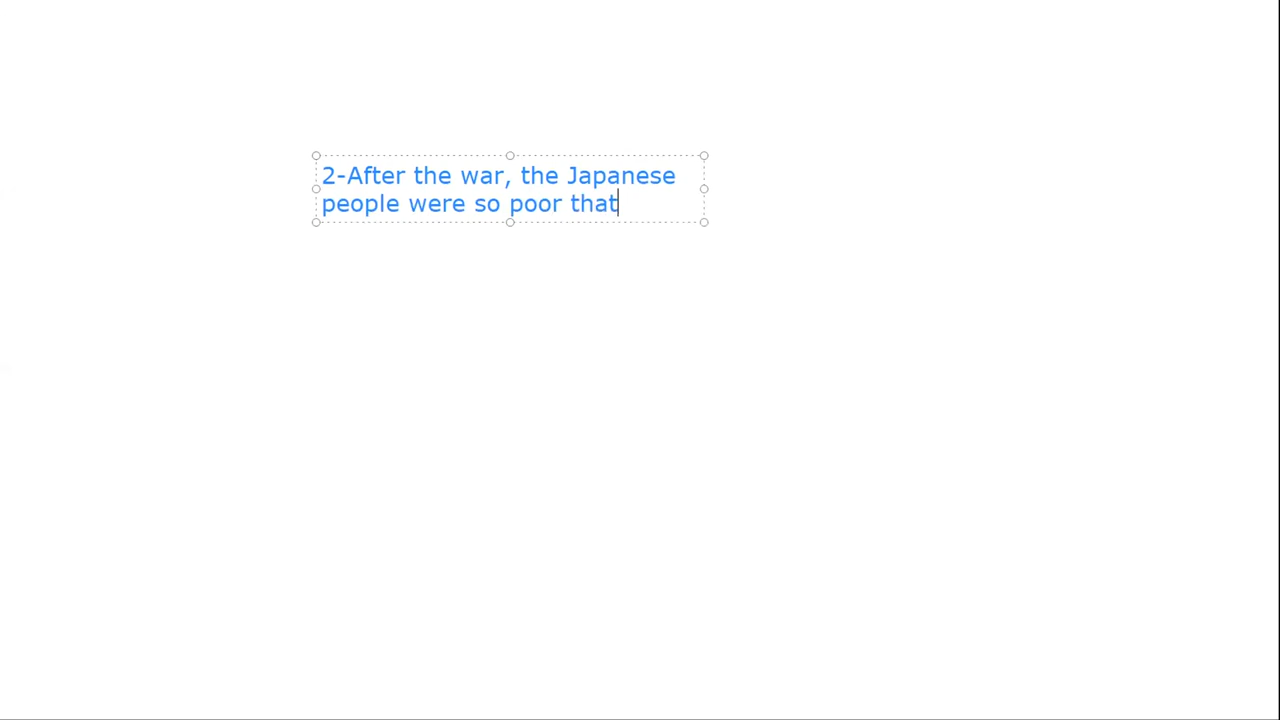 2-After the war, the Japanese
people were so poor that